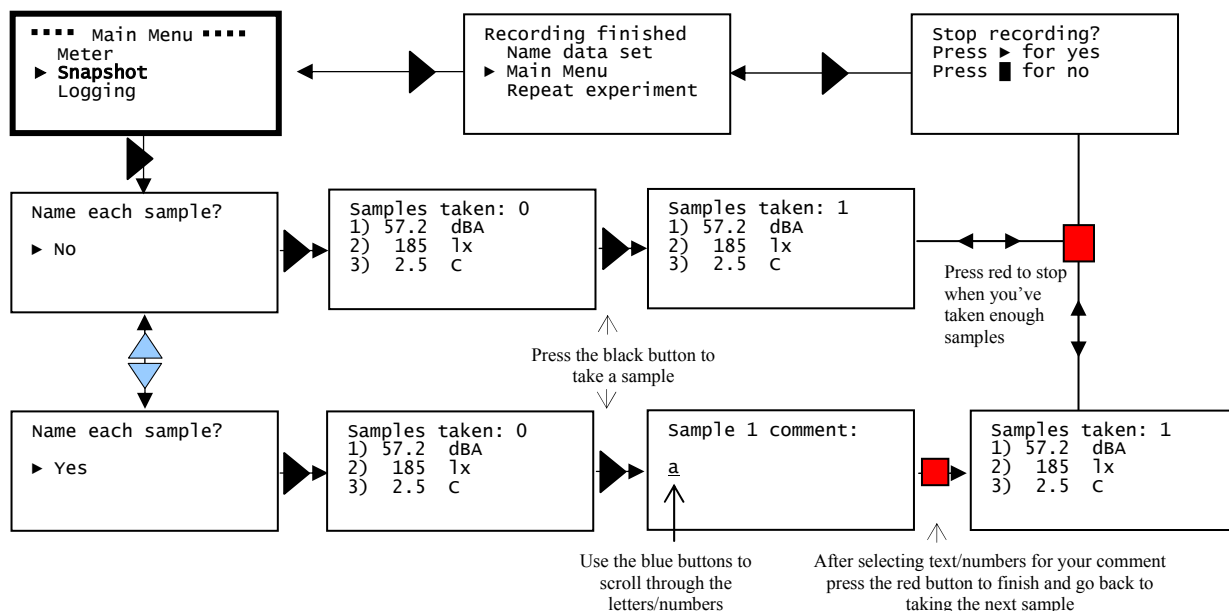 Main Menu
Meter
► Snapshot
Logging
Recording finished
Name data set
► Main Menu
Repeat experiment
Stop recording?
Press ► for yes
Press █ for no
Name each sample?
► No
Samples taken: 0
1) 57.2 dBA
2) 185 lx
3) 2.5 C
Samples taken: 1
1) 57.2 dBA
2) 185 lx
3) 2.5 C
Press red to stop
when you've
taken enough
samples
Press the black button to
take a sample
Name each sample?
► Yes
Samples taken: 0
1) 57.2 dBA
2) 185 lx
3) 2.5 C
Sample 1 comment:
a
Samples taken: 1
1) 57.2 dBA
2) 185 lx
3) 2.5 C
Use the blue buttons to
scroll through the
letters/numbers
After selecting text/numbers for your comment
press the red button to finish and go back to
taking the next sample